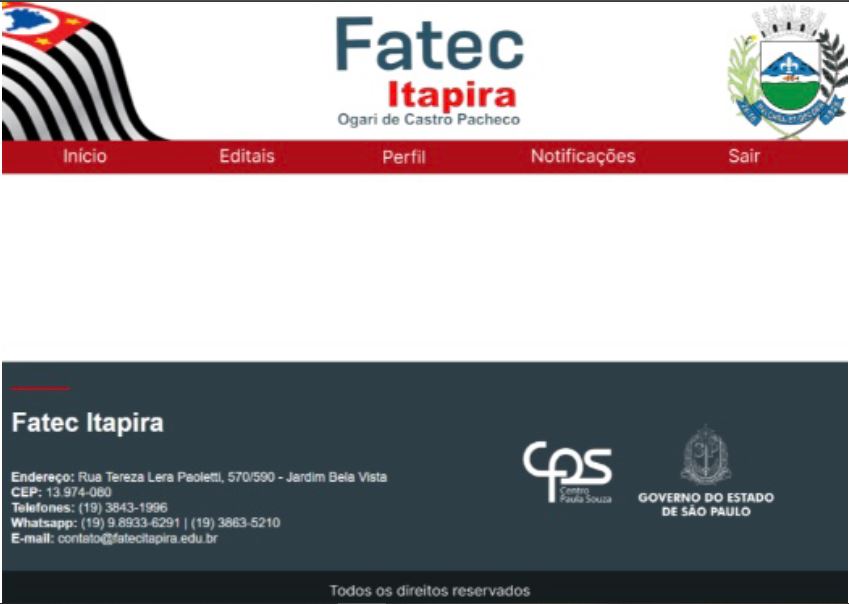 Fatec
Itapira
Ogari de Castro Pacheco
Início Editais Perfil Notificações Sair
Fatec Itapira
Endereço: Rua Tereza Lera Paoletti, 570/590 - Jardim Bela Vista
CEP: 13.974-080
Telefones: (19) 3843-1996
Whatsapp: (19) 9.8933-6291 | (19) 3863-5210
E-mail: contato@fatecitapira.edu.br
CPS
Centro
Paula Souza
GOVERNO DO ESTADO
DE SÃO PAULO
Todos os direitos reservados